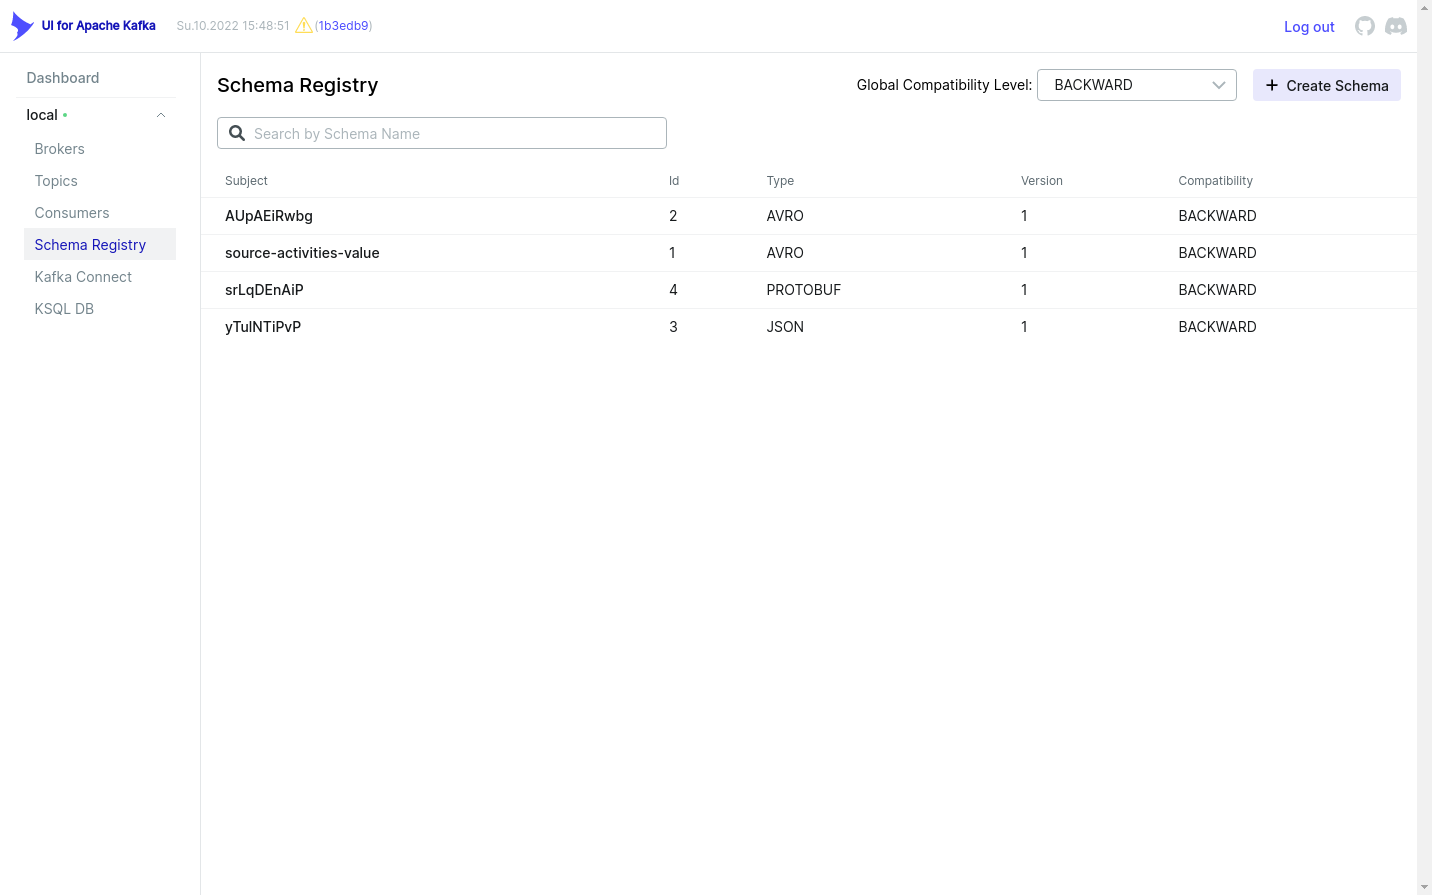 UI for Apache Kafka Su.10.2022 15:48:51 (1b3edb9) Log out
Dashboard
local
Brokers
Topics
Consumers
Schema Registry
Kafka Connect
KSQL DB
Schema Registry Global Compatibility Level: BACKWARD Create Schema
Search by Schema Name
Subject Id Type Version Compatibility
AUpAEiRwbg 2 AVRO 1 BACKWARD
source-activities-value 1 AVRO 1 BACKWARD
srLqDEnAiP 4 PROTOBUF 1 BACKWARD
yTulNTiPvP 3 JSON 1 BACKWARD